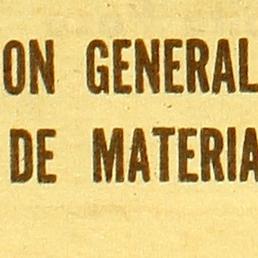 ON GENERAL
DE MATERIA